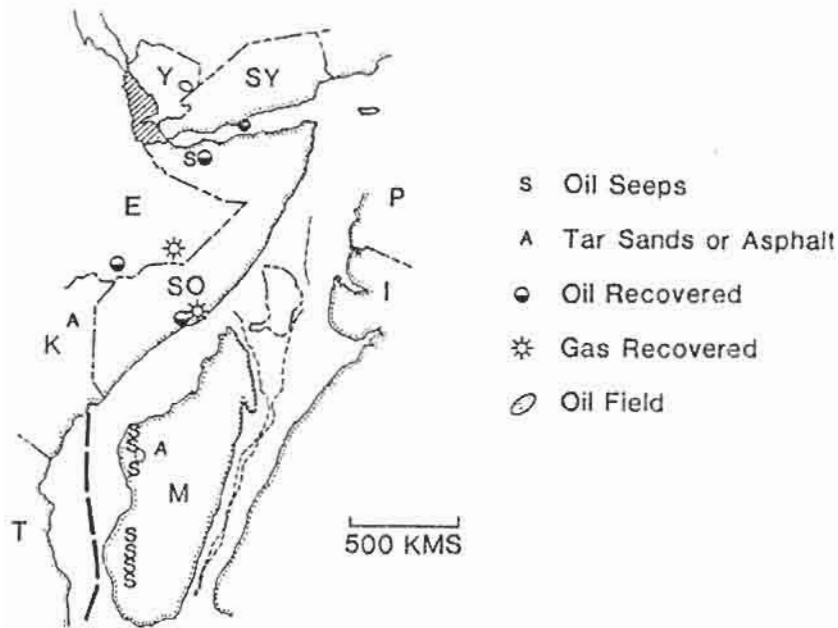 Y
SY
S
E
P
SO
I
A
K
S
S
S
A
M
T
S
S
S
S
S
500 KMS
S Oil Seeps
A Tar Sands or Asphalt
Oil Recovered
Gas Recovered
Oil Field